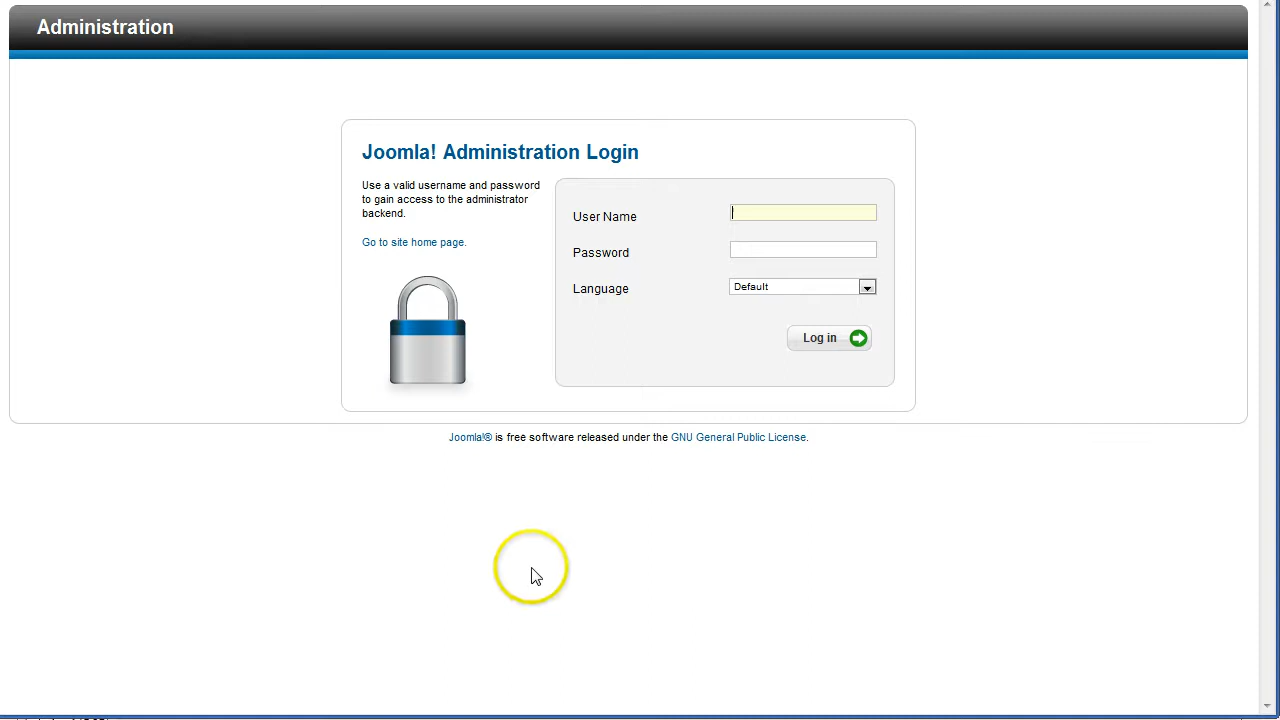 Administration
Joomla! Administration Login
Use a valid username and password
to gain access to the administrator
backend.
Go to site home page.
User Name
Password
Language
Default
Log in
Joomla!® is free software released under the GNU General Public License.